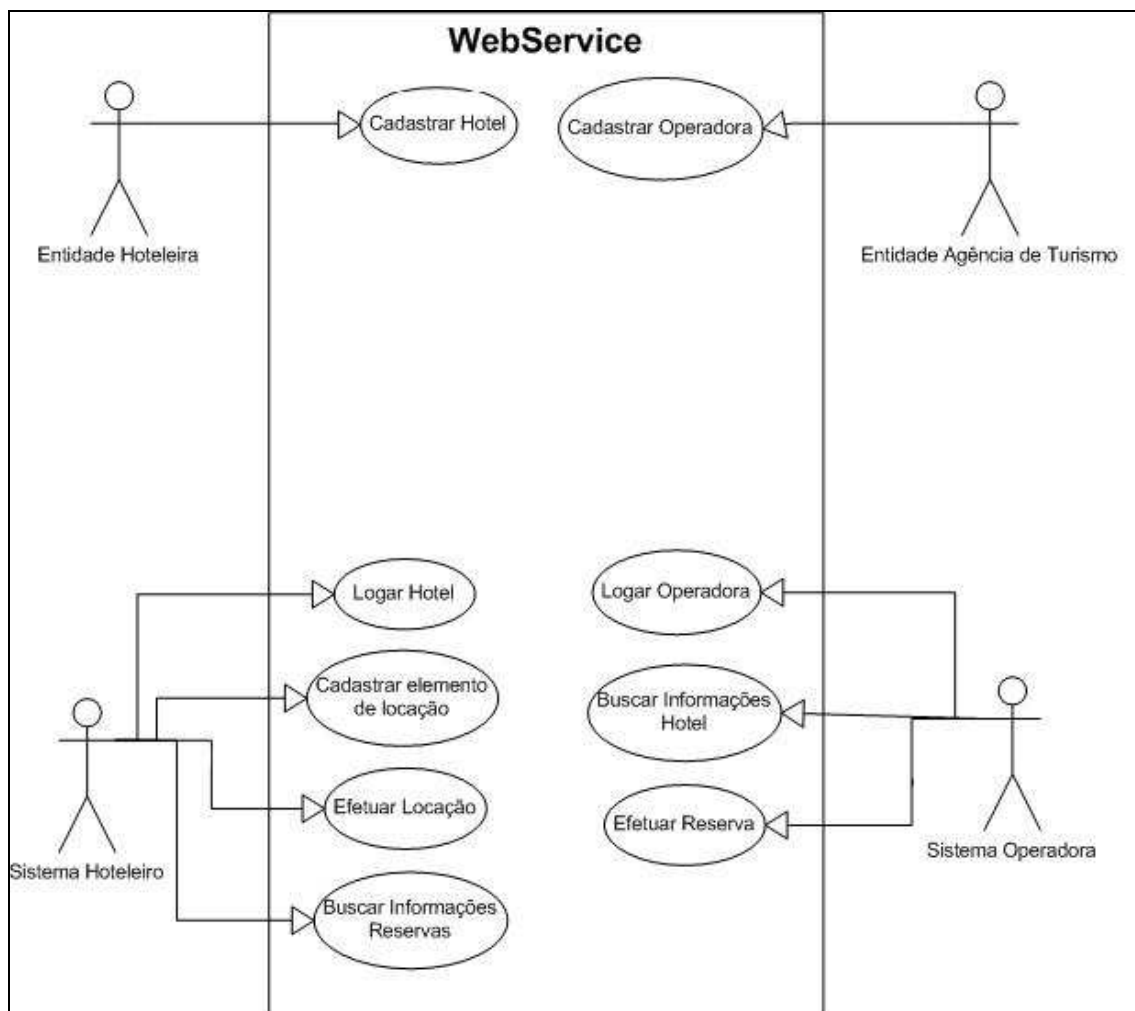 WebService
Cadastrar Hotel
Cadastrar Operadora
Entidade Hoteleira
Entidade Agência de Turismo
Logar Hotel
Logar Operadora
Cadastrar elemento
de locação
Buscar Informações
Hotel
Efetuar Locação
Efetuar Reserva
Sistema Hoteleiro
Sistema Operadora
Buscar Informações
Reservas